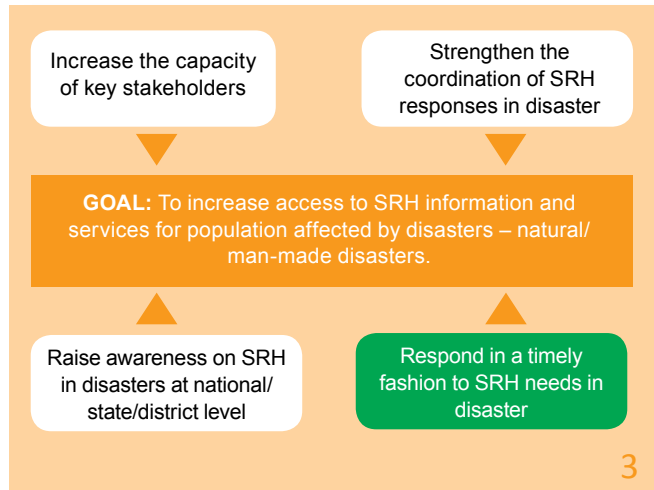 Increase the capacity
of key stakeholders
Strengthen the
coordination of SRH
responses in disaster
GOAL: To increase access to SRH information and
services for population affected by disasters – natural/
man-made disasters.
Raise awareness on SRH
in disasters at national/
state/district level
Respond in a timely
fashion to SRH needs in
disaster
3